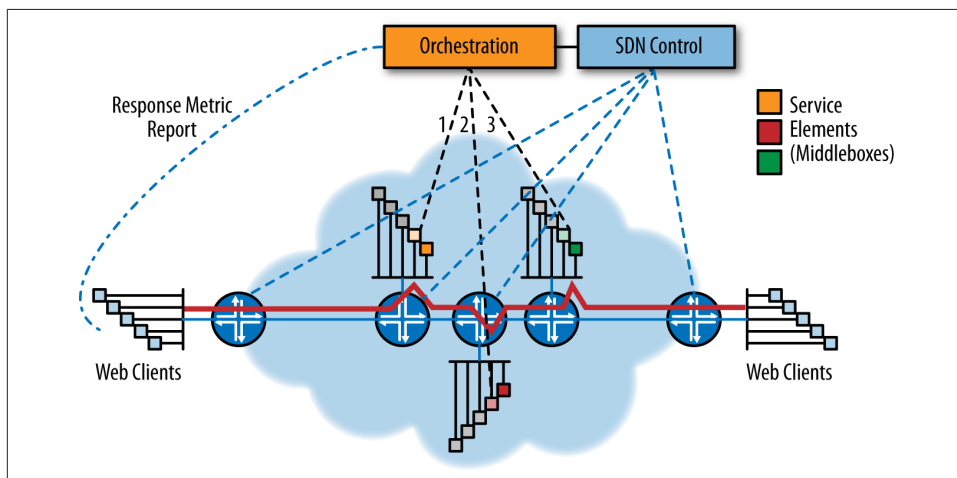 Orchestration
SDN Control
Response Metric
Report
1 2 3
Service
Elements
(Middleboxes)
Web Clients
Web Clients